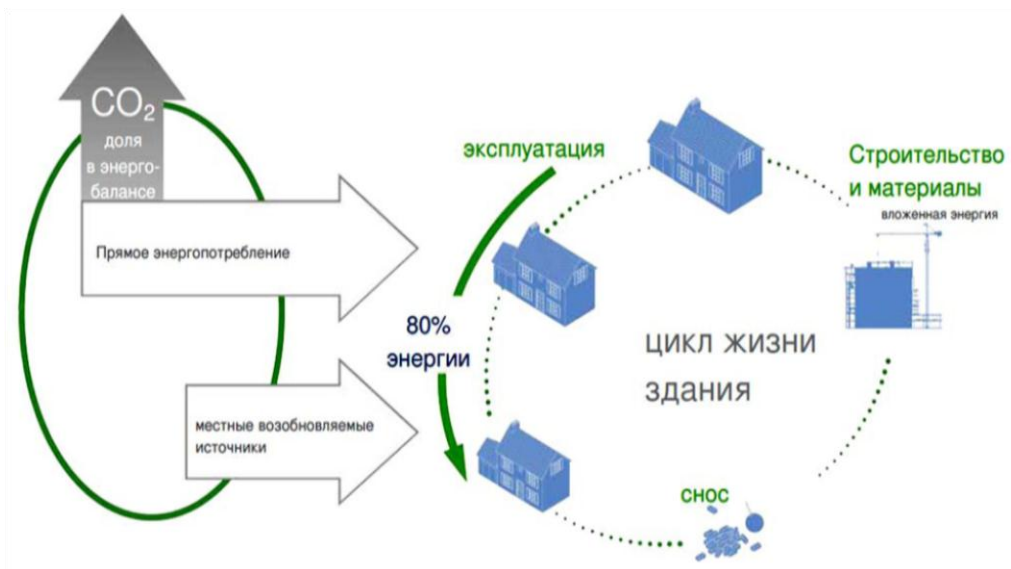 CO₂
доля
в энерго-
балансе
Прямое энергопотребление
местные возобновляемые
источники
эксплуатация
80%
энергии
Строительство
и материалы
вложенная энергия
цикл жизни
здания
снос